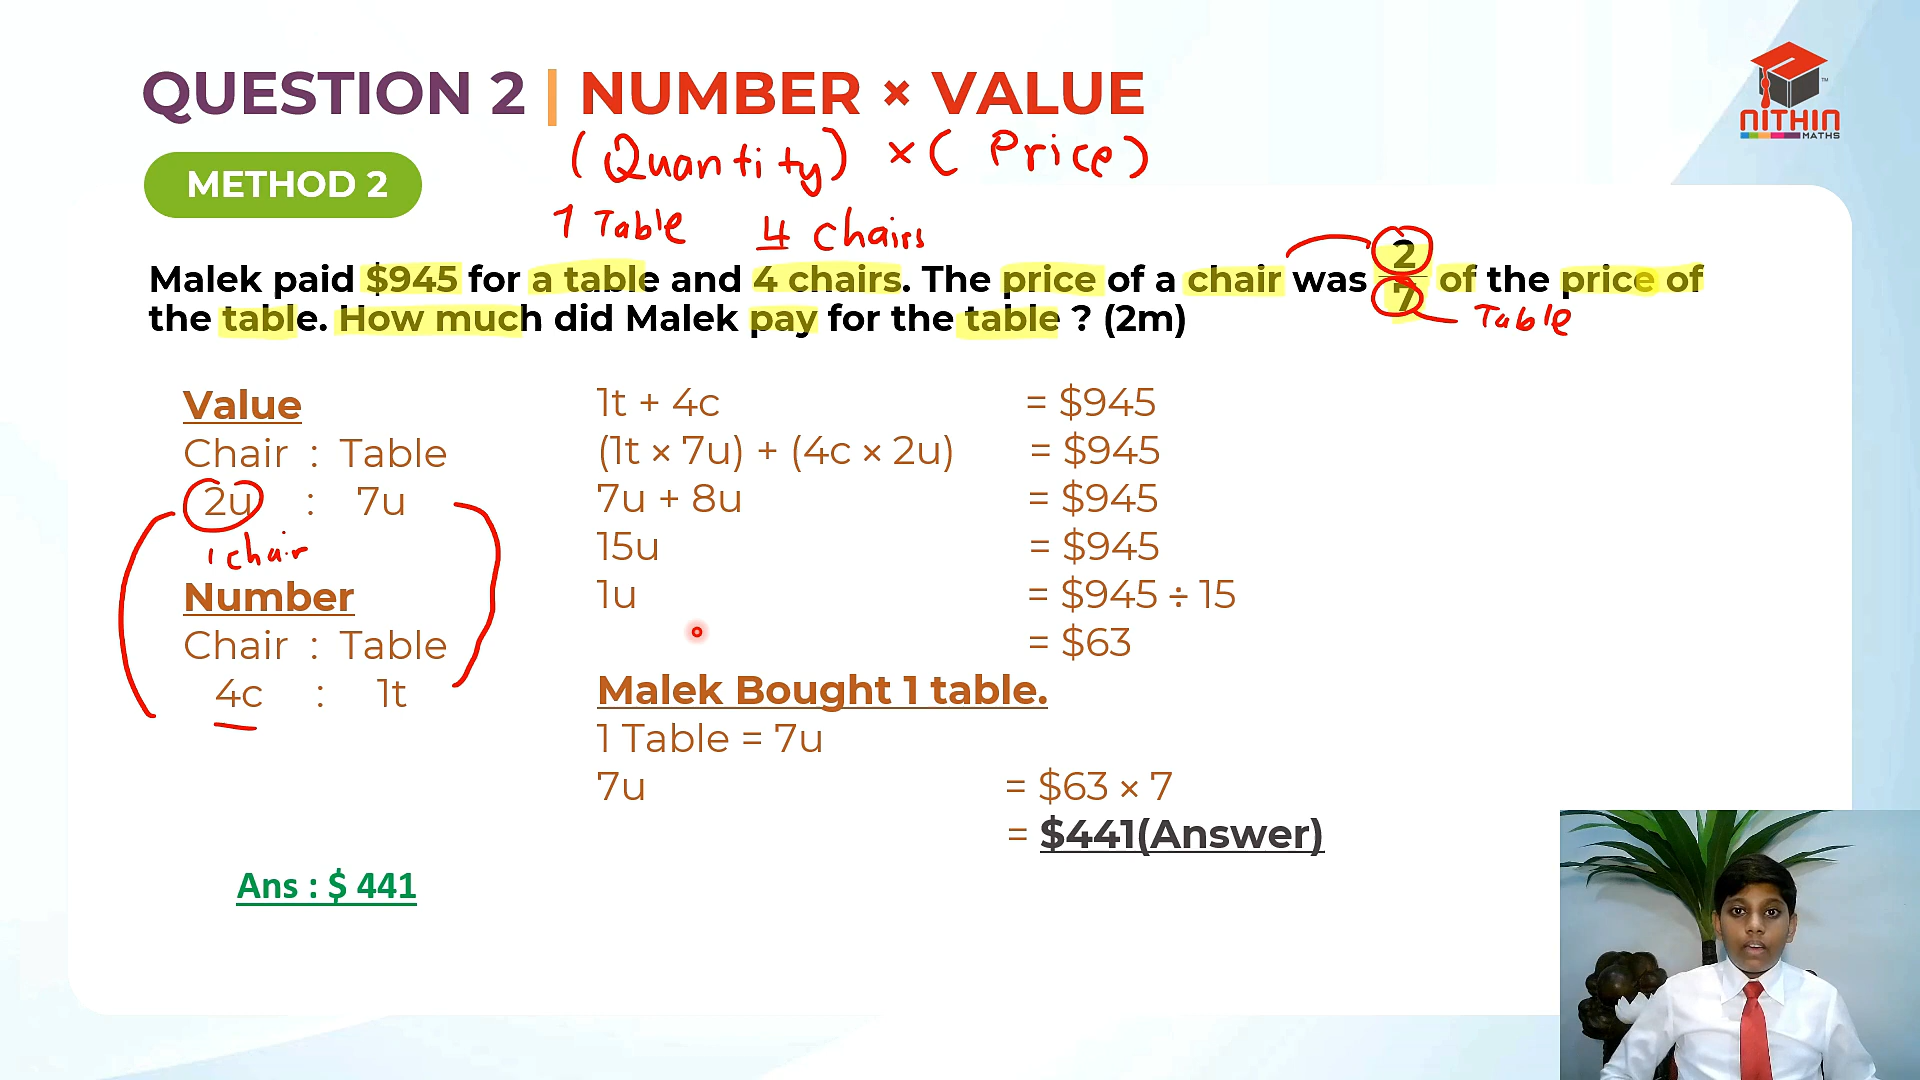 QUESTION 2 | NUMBER × VALUE
NITHIN
MATHS
™
(Quantity) × (Price)
METHOD 2
1 Table 4 chairs
Malek paid $945 for a table and 4 chairs. The price of a chair was 2/7 of the price of
the table. How much did Malek pay for the table ? (2m)
Table
Value
Chair : Table
2u : 7u
1 chair
Number
Chair : Table
4c : 1t
1t + 4c = $945
(1t × 7u) + (4c × 2u) = $945
7u + 8u = $945
15u = $945
1u = $945 ÷ 15
= $63
Malek Bought 1 table.
1 Table = 7u
7u = $63 × 7
= $441(Answer)
Ans : $ 441